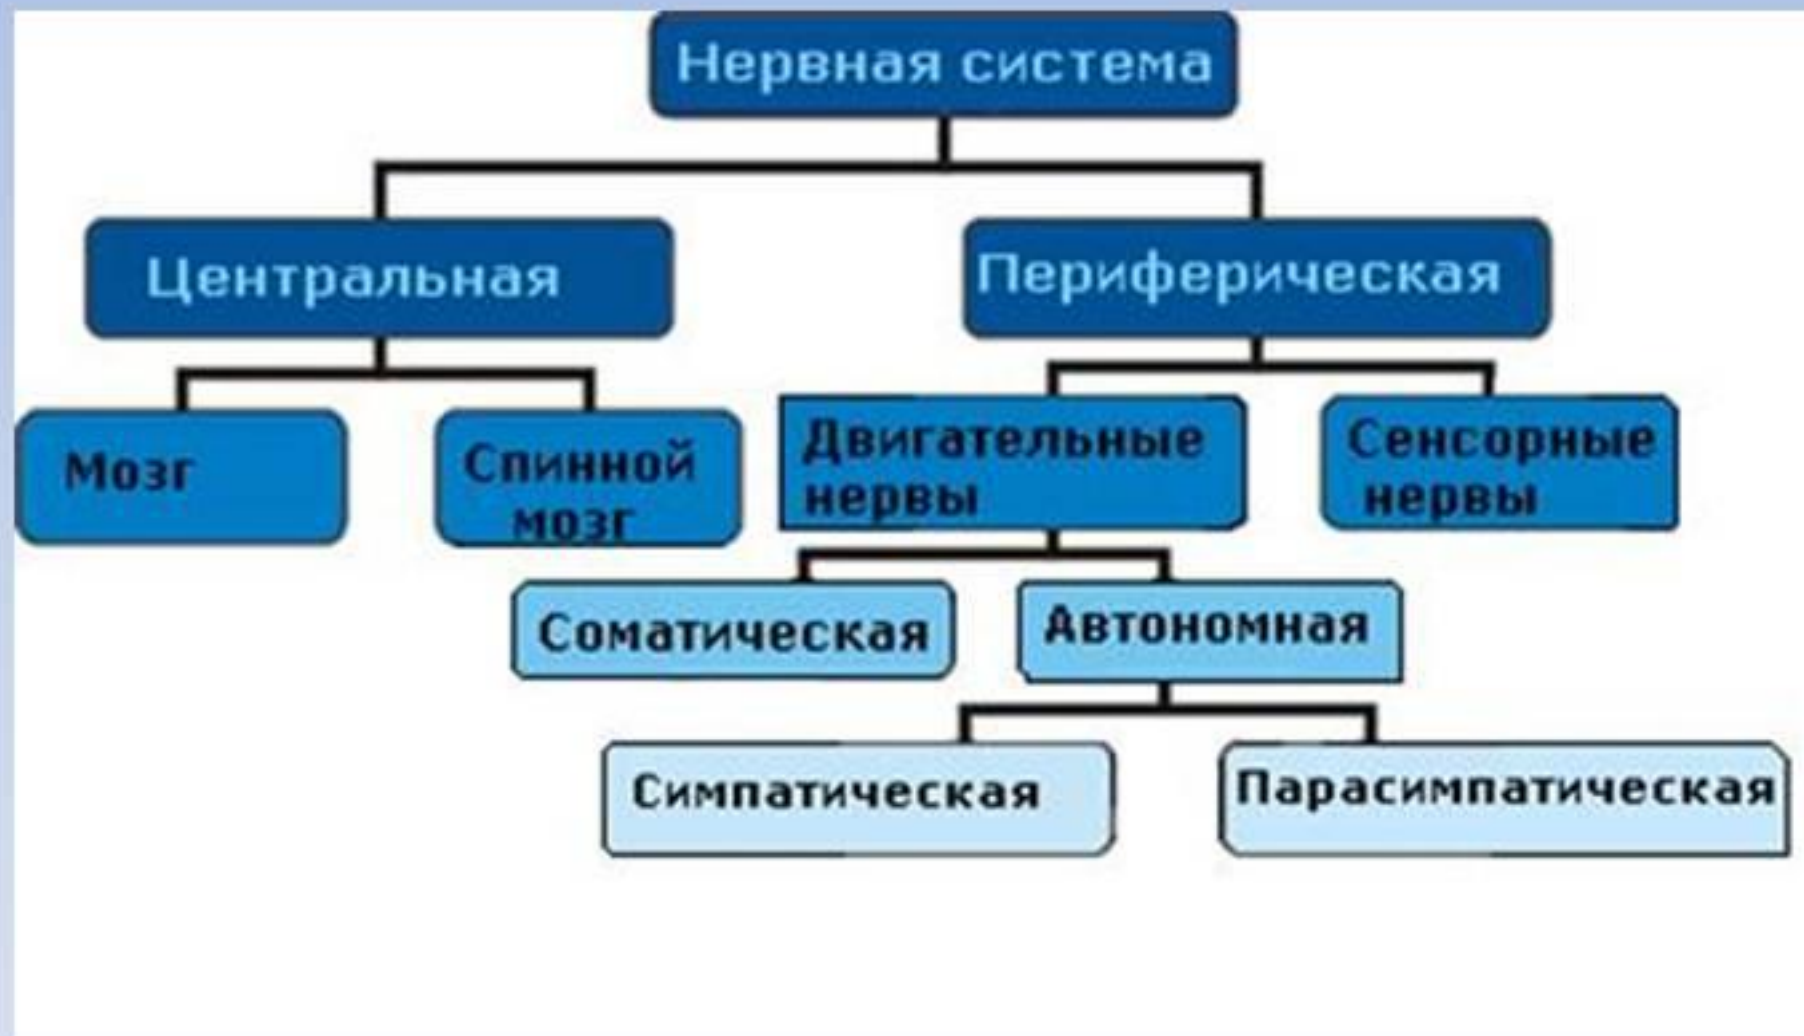 Нервная система
Центральная
Периферическая
Мозг
Спинной
мозг
Двигательные
нервы
Сенсорные
нервы
Соматическая
Автономная
Симпатическая
Парасимпатическая